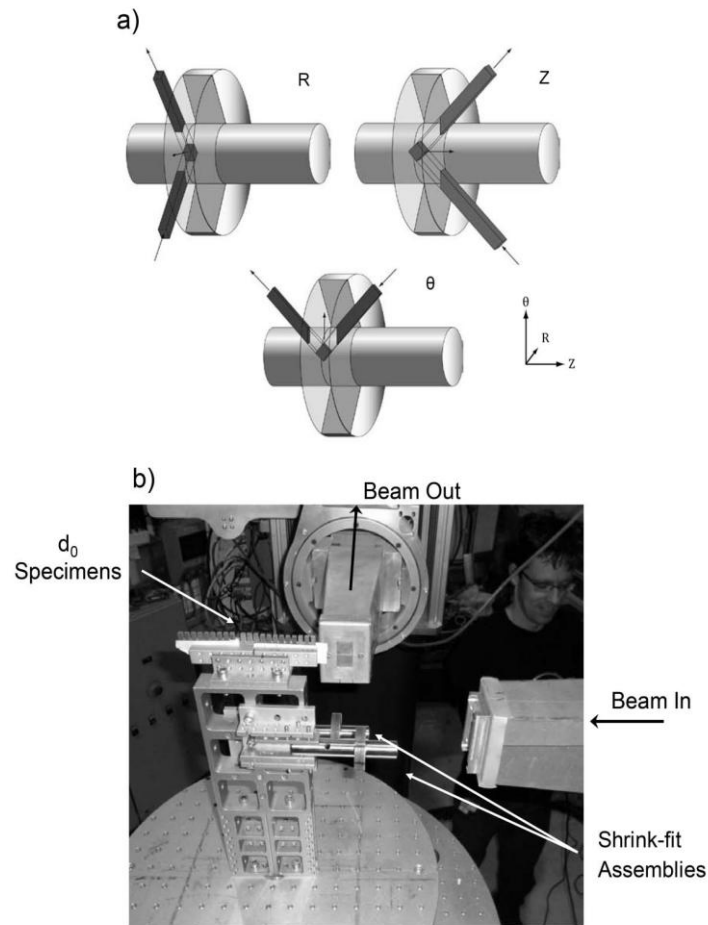 a)
R
Z
θ
θ
R
Z
b)
Beam Out
d₀
Specimens
Beam In
Shrink-fit
Assemblies